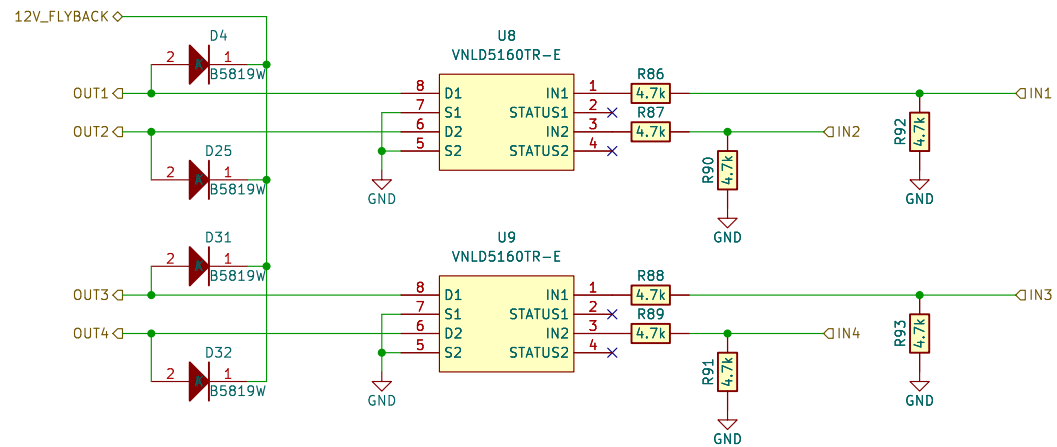 12V_FLYBACK
D4
2 1
B5819W
OUT1
OUT2
D25
2 1
B5819W
U8
VNLD5160TR-E
8 D1 IN1 1
7 S1 STATUS1 2
6 D2 IN2 3
5 S2 STATUS2 4
GND
R86
4.7k
R87
4.7k
IN1
IN2
R90
4.7k
GND
R92
4.7k
GND
D31
2 1
B5819W
OUT3
OUT4
D32
2 1
B5819W
U9
VNLD5160TR-E
8 D1 IN1 1
7 S1 STATUS1 2
6 D2 IN2 3
5 S2 STATUS2 4
GND
R88
4.7k
R89
4.7k
IN3
IN4
R91
4.7k
GND
R93
4.7k
GND